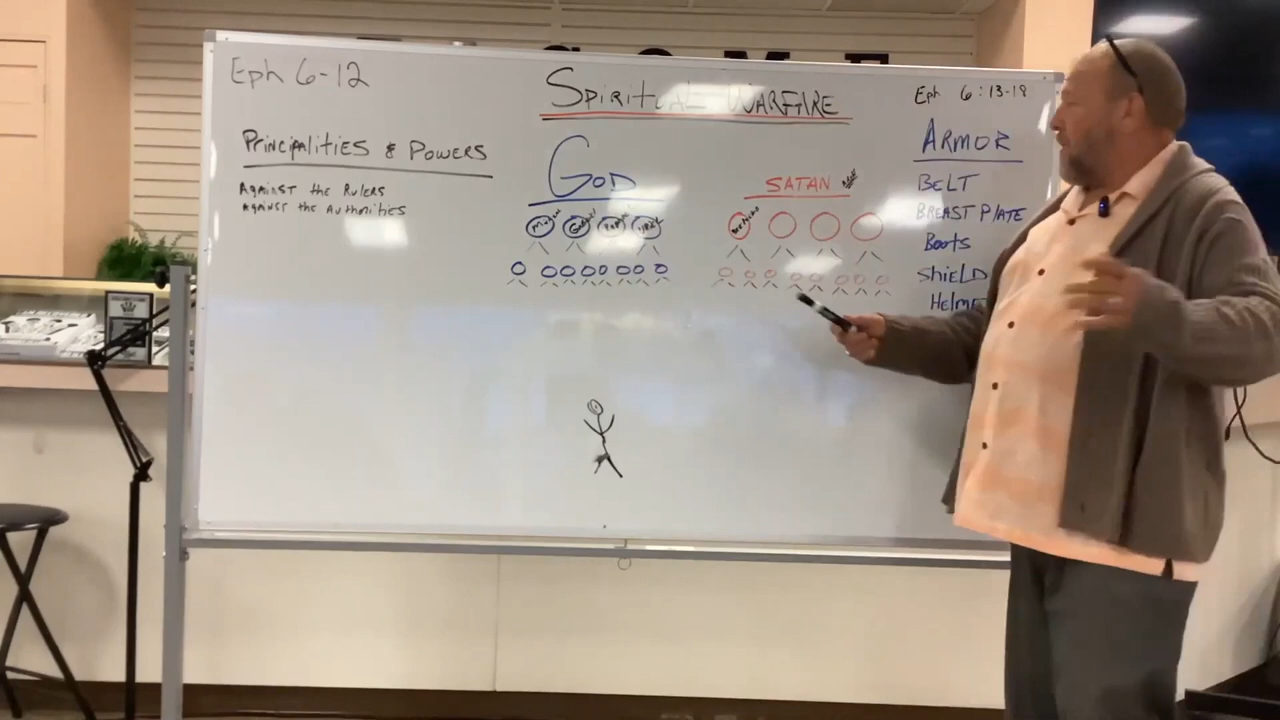 Eph 6-12
Spiritual WARFARE
Eph 6:13-18
Principalities & Powers
Against the Rulers
Against the Authorities
GOD
SATAN
ARMOR
BELT
BREAST PLATE
Boots
SHIELD